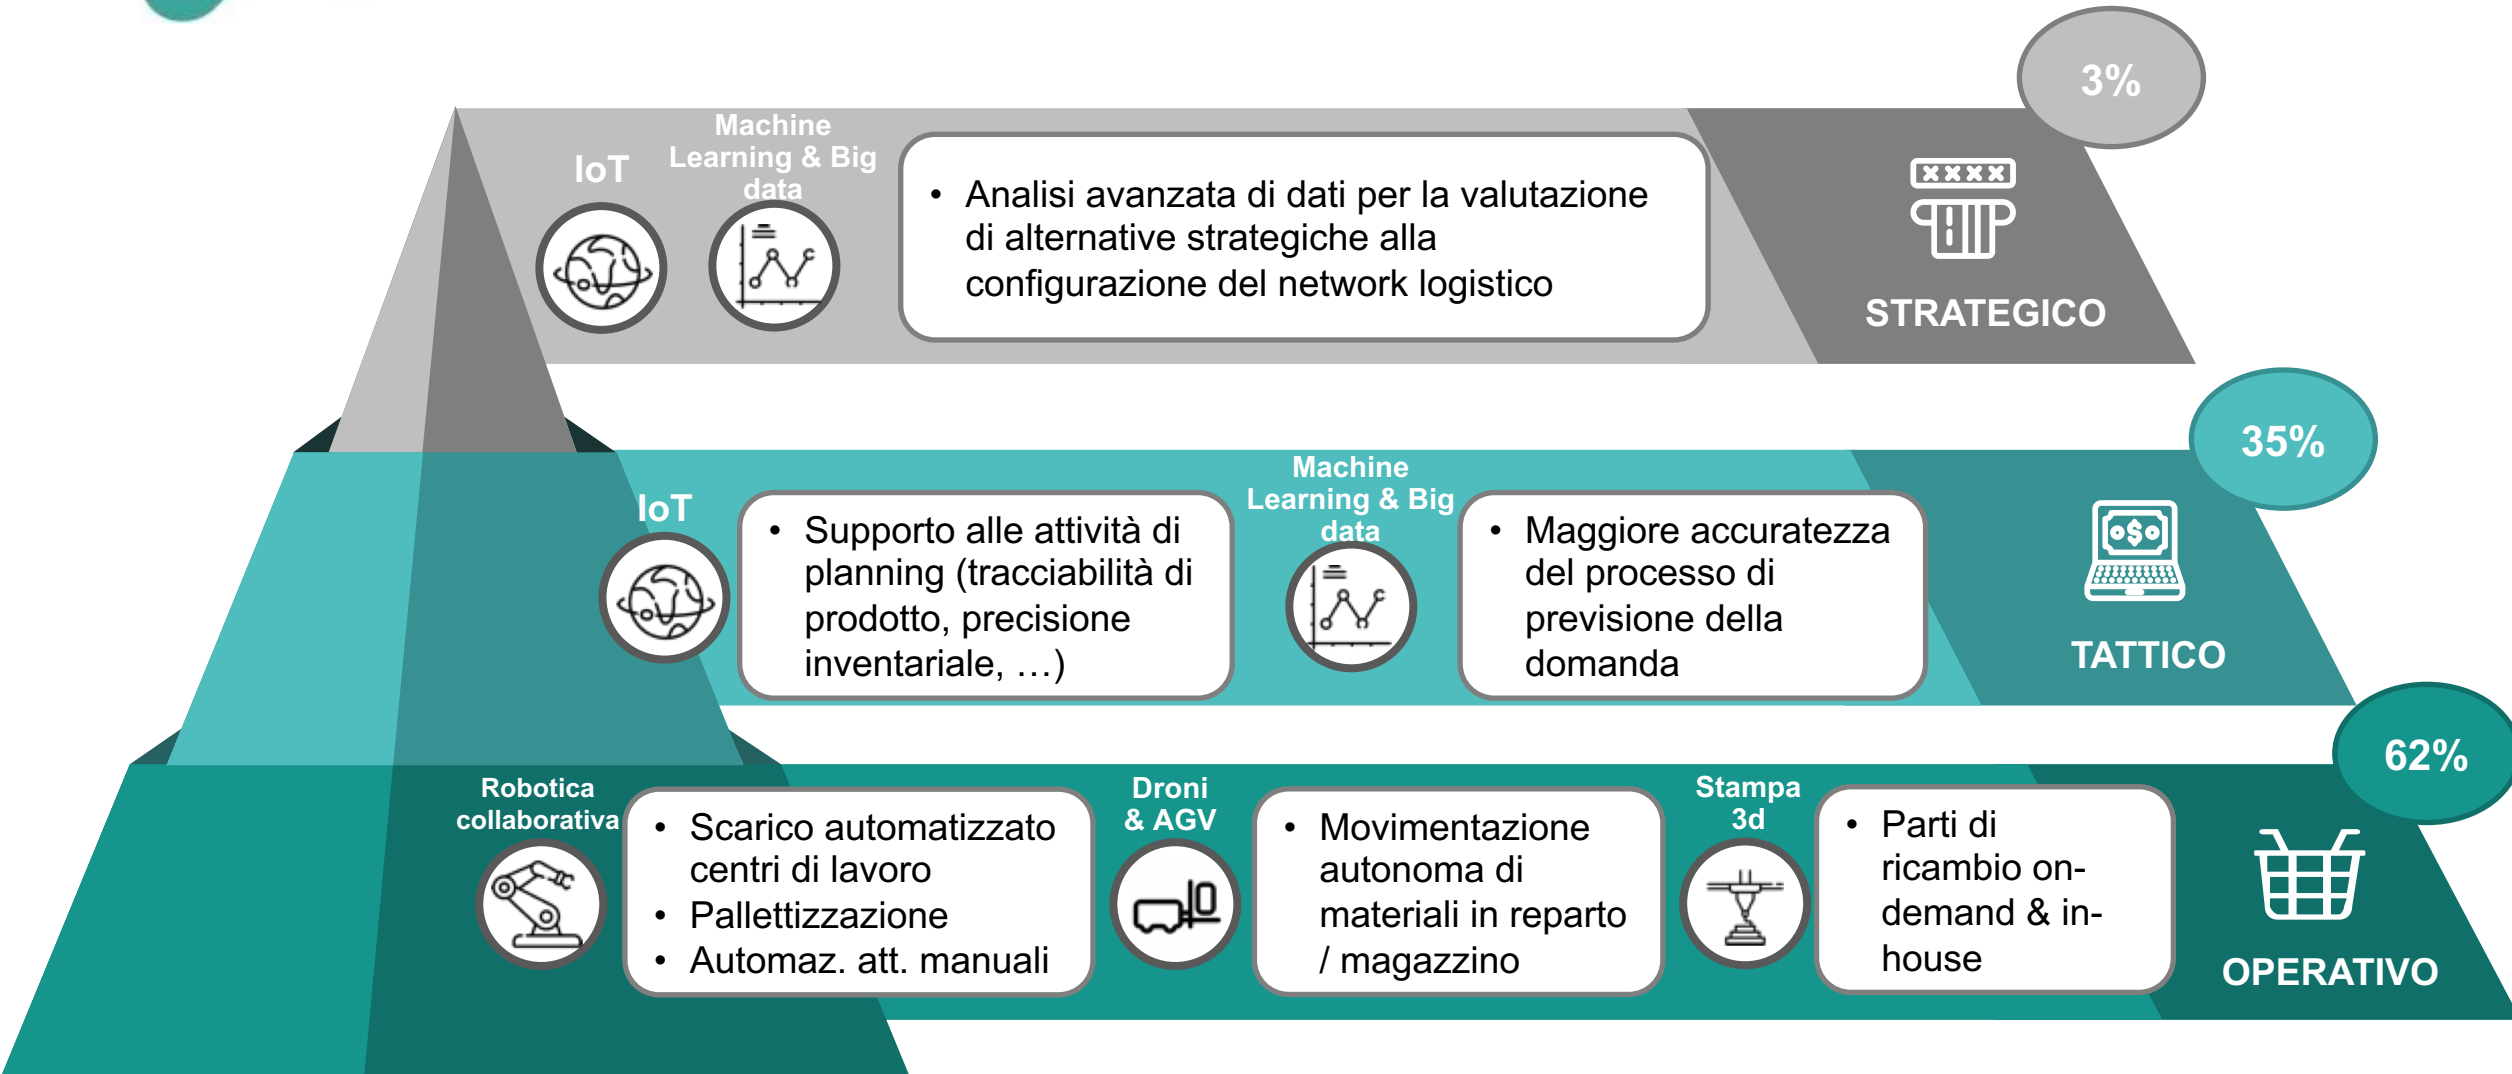 3%
IoT
Machine
Learning & Big
data
• Analisi avanzata di dati per la valutazione
di alternative strategiche alla
configurazione del network logistico
STRATEGICO
35%
IoT
• Supporto alle attività di
planning (tracciabilità di
prodotto, precisione
inventariale, …)
Machine
Learning & Big
data
• Maggiore accuratezza
del processo di
previsione della
domanda
TATTICO
62%
Robotica
collaborativa
• Scarico automatizzato
centri di lavoro
• Pallettizzazione
• Automaz. att. manuali
Droni
& AGV
• Movimentazione
autonoma di
materiali in reparto
/ magazzino
Stampa
3d
• Parti di
ricambio on-
demand & in-
house
OPERATIVO